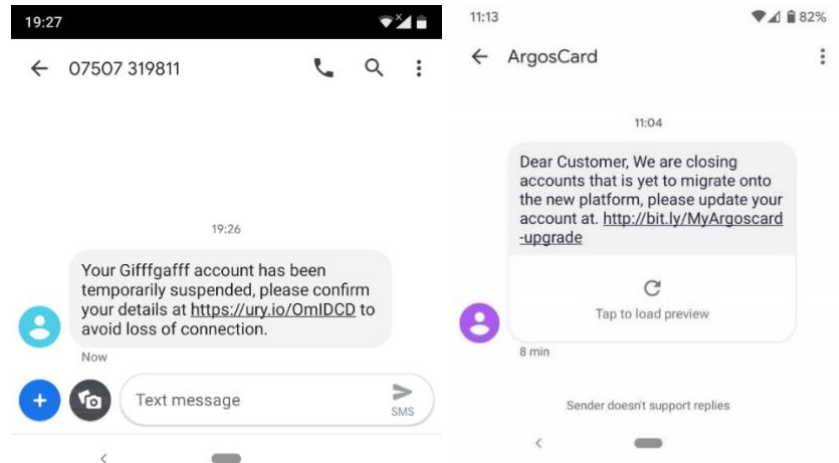 19:27
07507 319811
19:26
Your Gifffgafff account has been
temporarily suspended, please confirm
your details at https://ury.io/OmIDCD to
avoid loss of connection.
Now
Text message
SMS
11:13
82%
ArgosCard
11:04
Dear Customer, We are closing
accounts that is yet to migrate onto
the new platform, please update your
account at. http://bit.ly/MyArgoscard
-upgrade
Tap to load preview
8 min
Sender doesn't support replies